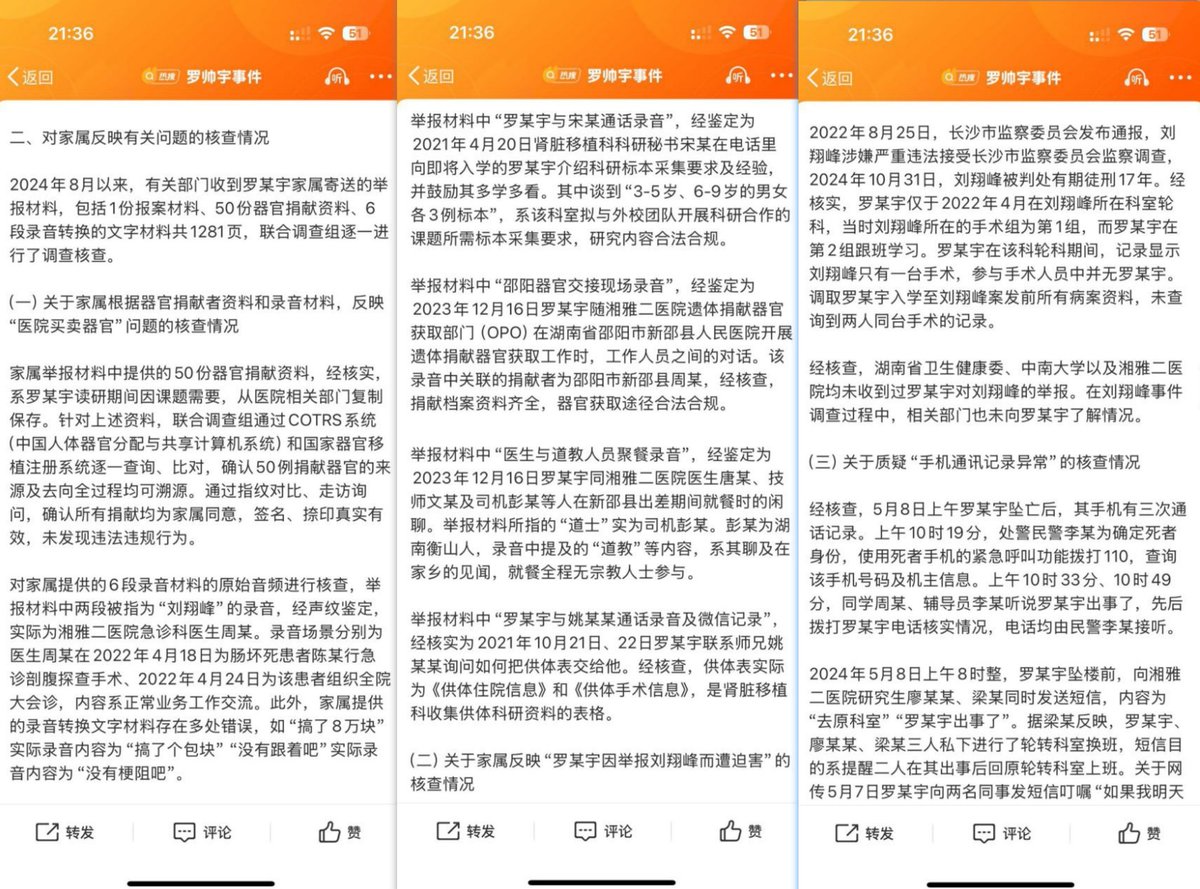 21:36
51
返回
热搜
罗帅宇事件
听
二、对家属反映有关问题的核查情况
2024年8月以来，有关部门收到罗某宇家属寄送的举
报材料，包括1份报案材料、50份器官捐献资料、6
段录音转换的文字材料共1281页，联合调查组逐一进
行了调查核查。
(一) 关于家属根据器官捐献者资料和录音材料，反映
“医院买卖器官”问题的核查情况
家属举报材料中提供的50份器官捐献资料，经核实，
系罗某宇读研期间因课题需要，从医院相关部门复制
保存。针对上述资料，联合调查组通过COTRS系统
(中国人体器官分配与共享计算机系统) 和国家器官移
植注册系统逐一查询、比对，确认50例捐献器官的来
源及去向全过程均可溯源。通过指纹对比、走访询
问，确认所有捐献均为家属同意，签名、捺印真实有
效，未发现违法违规行为。
对家属提供的6段录音材料的原始音频进行核查，举
报材料中两段被指为“刘翔峰”的录音，经声纹鉴定，
实际为湘雅二医院急诊科医生周某。录音场景分别为
医生周某在2022年4月18日为肠坏死患者陈某行急
诊剖腹探查手术、2022年4月24日为该患者组织全院
大会诊，内容系正常业务工作交流。此外，家属提供
的录音转换文字材料存在多处错误，如“搞了8万块”
实际录音内容为“搞了个包块”“没有跟着吧”实际录
音内容为“没有梗阻吧”。
转发
评论
赞
21:36
51
返回
热搜
罗帅宇事件
听
举报材料中“罗某宇与宋某通话录音”，经鉴定为
2021年4月20日肾脏移植科科研秘书宋某在电话里
向即将入学的罗某宇介绍科研标本采集要求及经验，
并鼓励其多学多看。其中谈到“3-5岁、6-9岁的男女
各3例标本”，系该科室拟与外校团队开展科研合作的
课题所需标本采集要求，研究内容合法合规。
举报材料中“邵阳器官交接现场录音”，经鉴定为
2023年12月16日罗某宇随湘雅二医院遗体捐献器官
获取部门 (OPO) 在湖南省邵阳市新邵县人民医院开展
遗体捐献器官获取工作时，工作人员之间的对话。该
录音中关联的捐献者为邵阳市新邵县周某，经核查，
捐献档案资料齐全，器官获取途径合法合规。
举报材料中“医生与道教人员聚餐录音”，经鉴定为
2023年12月16日罗某宇同湘雅二医院医生唐某、技
师文某及司机彭某等人在新邵县出差期间就餐时的闲
聊。举报材料所指的“道士”实为司机彭某。彭某为湖
南衡山人，录音中提及的“道教”等内容，系其聊及在
家乡的见闻，就餐全程无宗教人士参与。
举报材料中“罗某宇与姚某某通话录音及微信记录”，
经核实为2021年10月21日、22日罗某宇联系师兄姚
某某询问如何把供体表交给他。经核查，供体表实际
为《供体住院信息》和《供体手术信息》，是肾脏移植
科收集供体科研资料的表格。
(二) 关于家属反映“罗某宇因举报刘翔峰而遭迫害”的
核查情况
转发
评论
赞
21:36
51
返回
热搜
罗帅宇事件
听
2022年8月25日，长沙市监察委员会发布通报，刘
翔峰涉嫌严重违法接受长沙市监察委员会监察调查，
2024年10月31日，刘翔峰被判处有期徒刑17年。经
核实，罗某宇仅于2022年4月在刘翔峰所在科室轮
科，当时刘翔峰所在的手术组为第1组，而罗某宇在
第2组跟班学习。罗某宇在该科轮科期间，记录显示
刘翔峰只有一台手术，参与手术人员中并无罗某宇。
调取罗某宇入学至刘翔峰案发前所有病案资料，未查
询到两人同台手术的记录。
经核查，湖南省卫生健康委、中南大学以及湘雅二医
院均未收到过罗某宇对刘翔峰的举报。在刘翔峰事件
调查过程中，相关部门也未向罗某宇了解情况。
(三) 关于质疑“手机通讯记录异常”的核查情况
经核查，5月8日上午罗某宇坠亡后，其手机有三次通
话记录。上午10时19分，处警民警李某为确定死者
身份，使用死者手机的紧急呼叫功能拨打110，查询
该手机号码及机主信息。上午10时33分、10时49
分，同学周某、辅导员李某听说罗某宇出事了，先后
拨打罗某宇电话核实情况，电话均由民警李某接听。
2024年5月8日上午8时整，罗某宇坠楼前，向湘雅
二医院研究生廖某某、梁某同时发送短信，内容为
“去原科室”“罗某宇出事了”。据梁某反映，罗某宇、
廖某某、梁某三人私下进行了轮转科室换班，短信目
的系提醒二人在其出事后回原轮转科室上班。关于网
传5月7日罗某宇向两名同事发短信叮嘱“如果我明天
转发
评论
赞